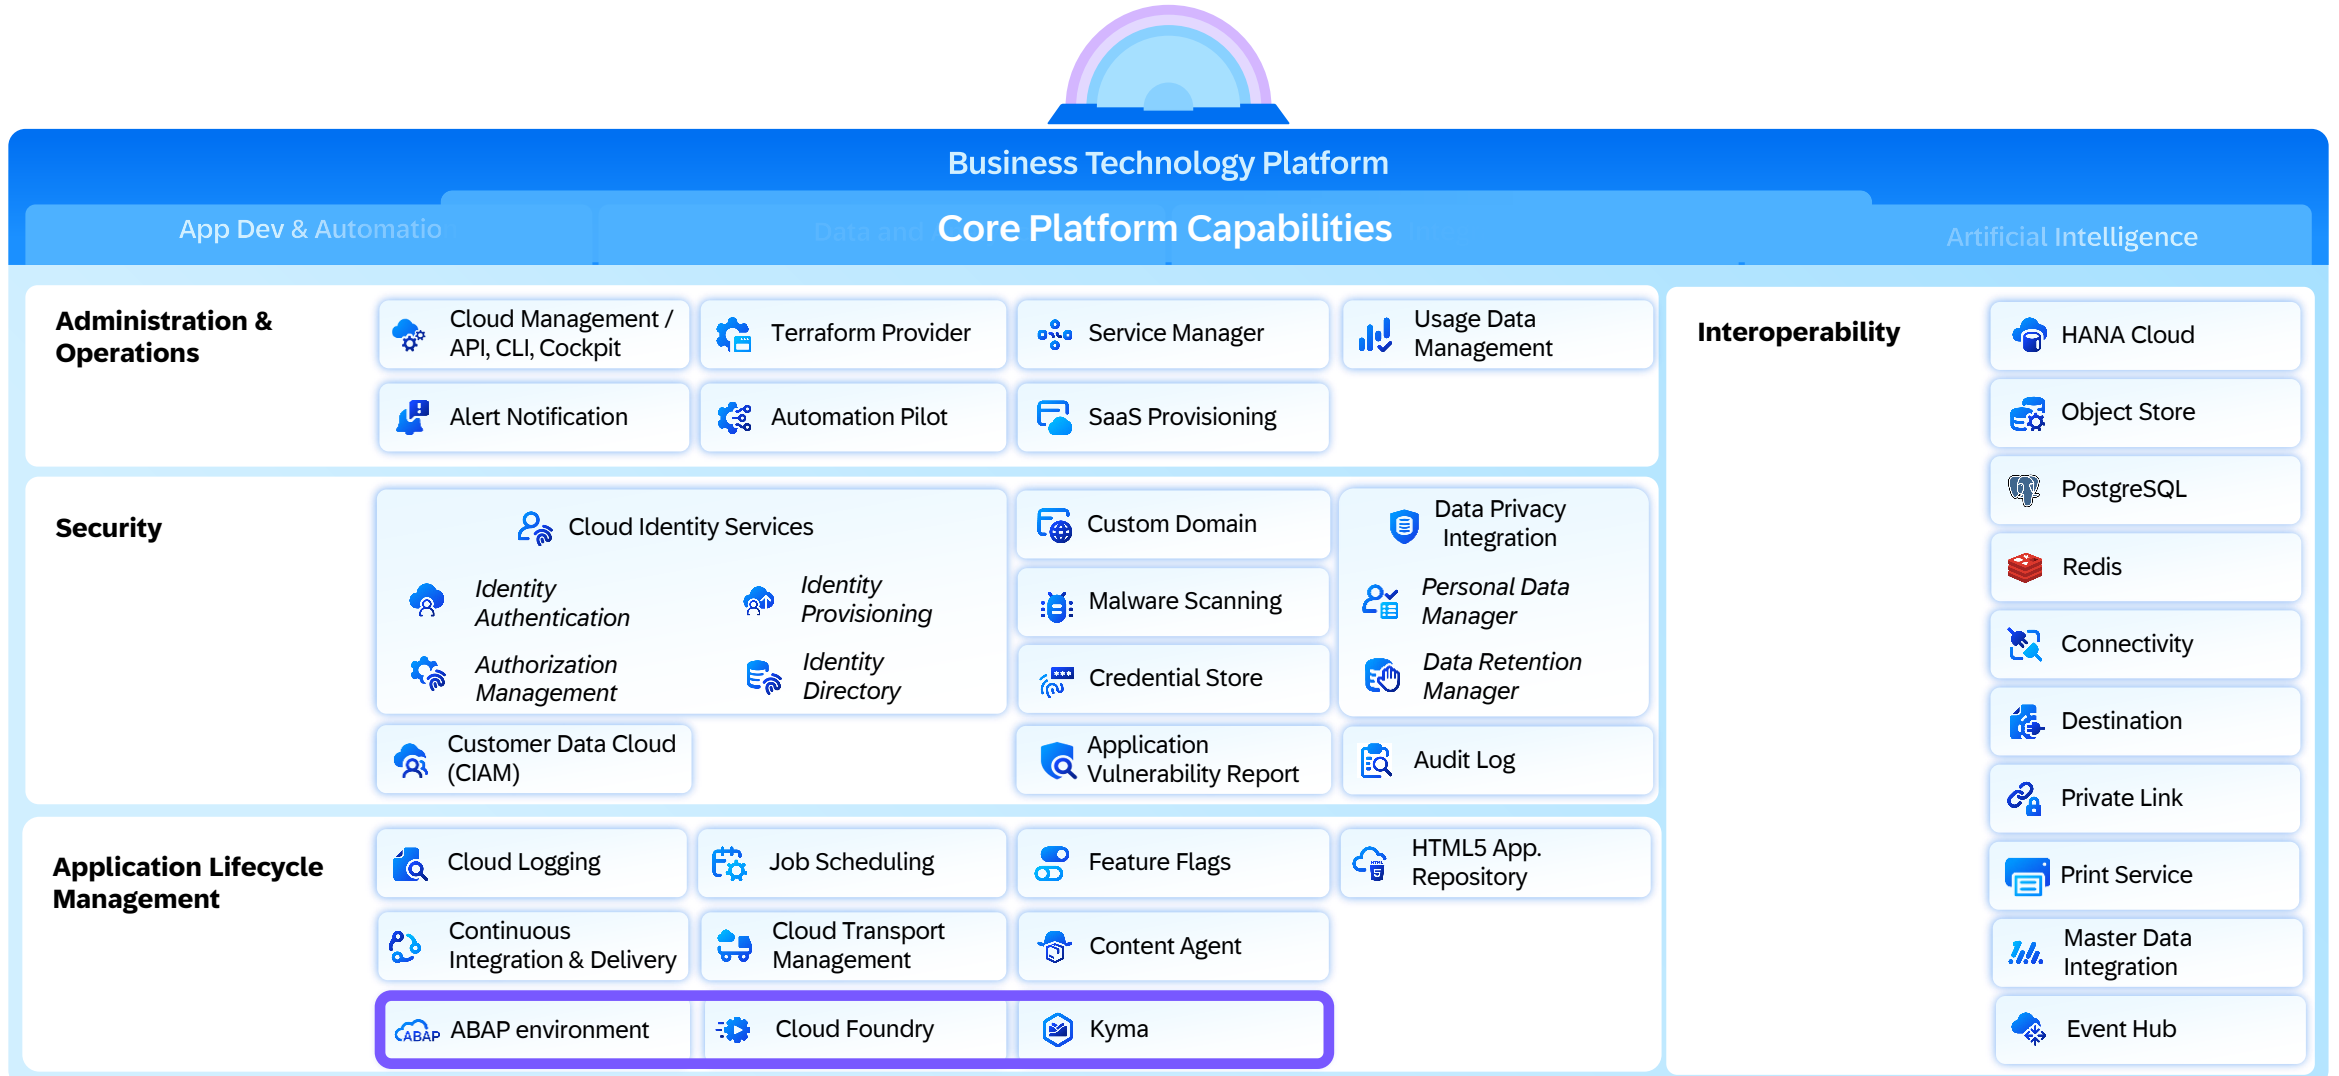 Business Technology Platform
App Dev & Automatio
Data and
Core Platform Capabilities
Artificial Intelligence
Administration &
Operations
Cloud Management /
API, CLI, Cockpit
Terraform Provider
Service Manager
Usage Data
Management
Alert Notification
Automation Pilot
SaaS Provisioning
Security
Cloud Identity Services
Identity
Authentication
Identity
Provisioning
Authorization
Management
Identity
Directory
Custom Domain
Malware Scanning
Credential Store
Data Privacy
Integration
Personal Data
Manager
Data Retention
Manager
Customer Data Cloud
(CIAM)
Application
Vulnerability Report
Audit Log
Application Lifecycle
Management
Cloud Logging
Job Scheduling
Feature Flags
HTML
HTML5 App.
Repository
Continuous
Integration & Delivery
Cloud Transport
Management
Content Agent
ABAP
ABAP environment
Cloud Foundry
Kyma
Interoperability
HANA Cloud
Object Store
PostgreSQL
Redis
Connectivity
Destination
Private Link
Print Service
Master Data
Integration
Event Hub